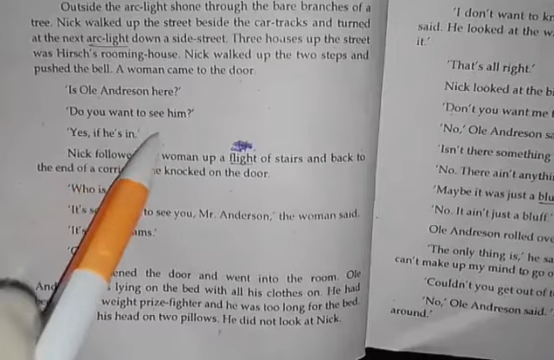 Outside the arc-light shone through the bare branches of a
tree. Nick walked up the street beside the car-tracks and turned
at the next arc-light down a side-street. Three houses up the street
was Hirsch's rooming-house. Nick walked up the two steps and
pushed the bell. A woman came to the door.
'Is Ole Andreson here?'
'Do you want to see him?'
'Yes, if he's in.'
Nick woman up a flight of stairs and back to
the end of a knocked on the door.
'Who is
'It's to see you, Mr. Anderson,' the woman said.
'It's
the door and went into the room. Ole
lying on the bed with all his clothes on. He had
weight prize-fighter and he was too long for the bed.
his head on two pillows. He did not look at Nick.
'I don't want to
said. He looked at the
it.'
'That's all right.'
Nick looked at the
'Don't you want me
'No,' Ole Andreson
'Isn't there something
'No. There ain't
'Maybe it was just a
'No. It ain't just a bluff.'
Ole Andreson rolled
'The only thing is,' he
can't make up my mind to go
'Couldn't you get out of
'No,' Ole Andreson said.
around.'